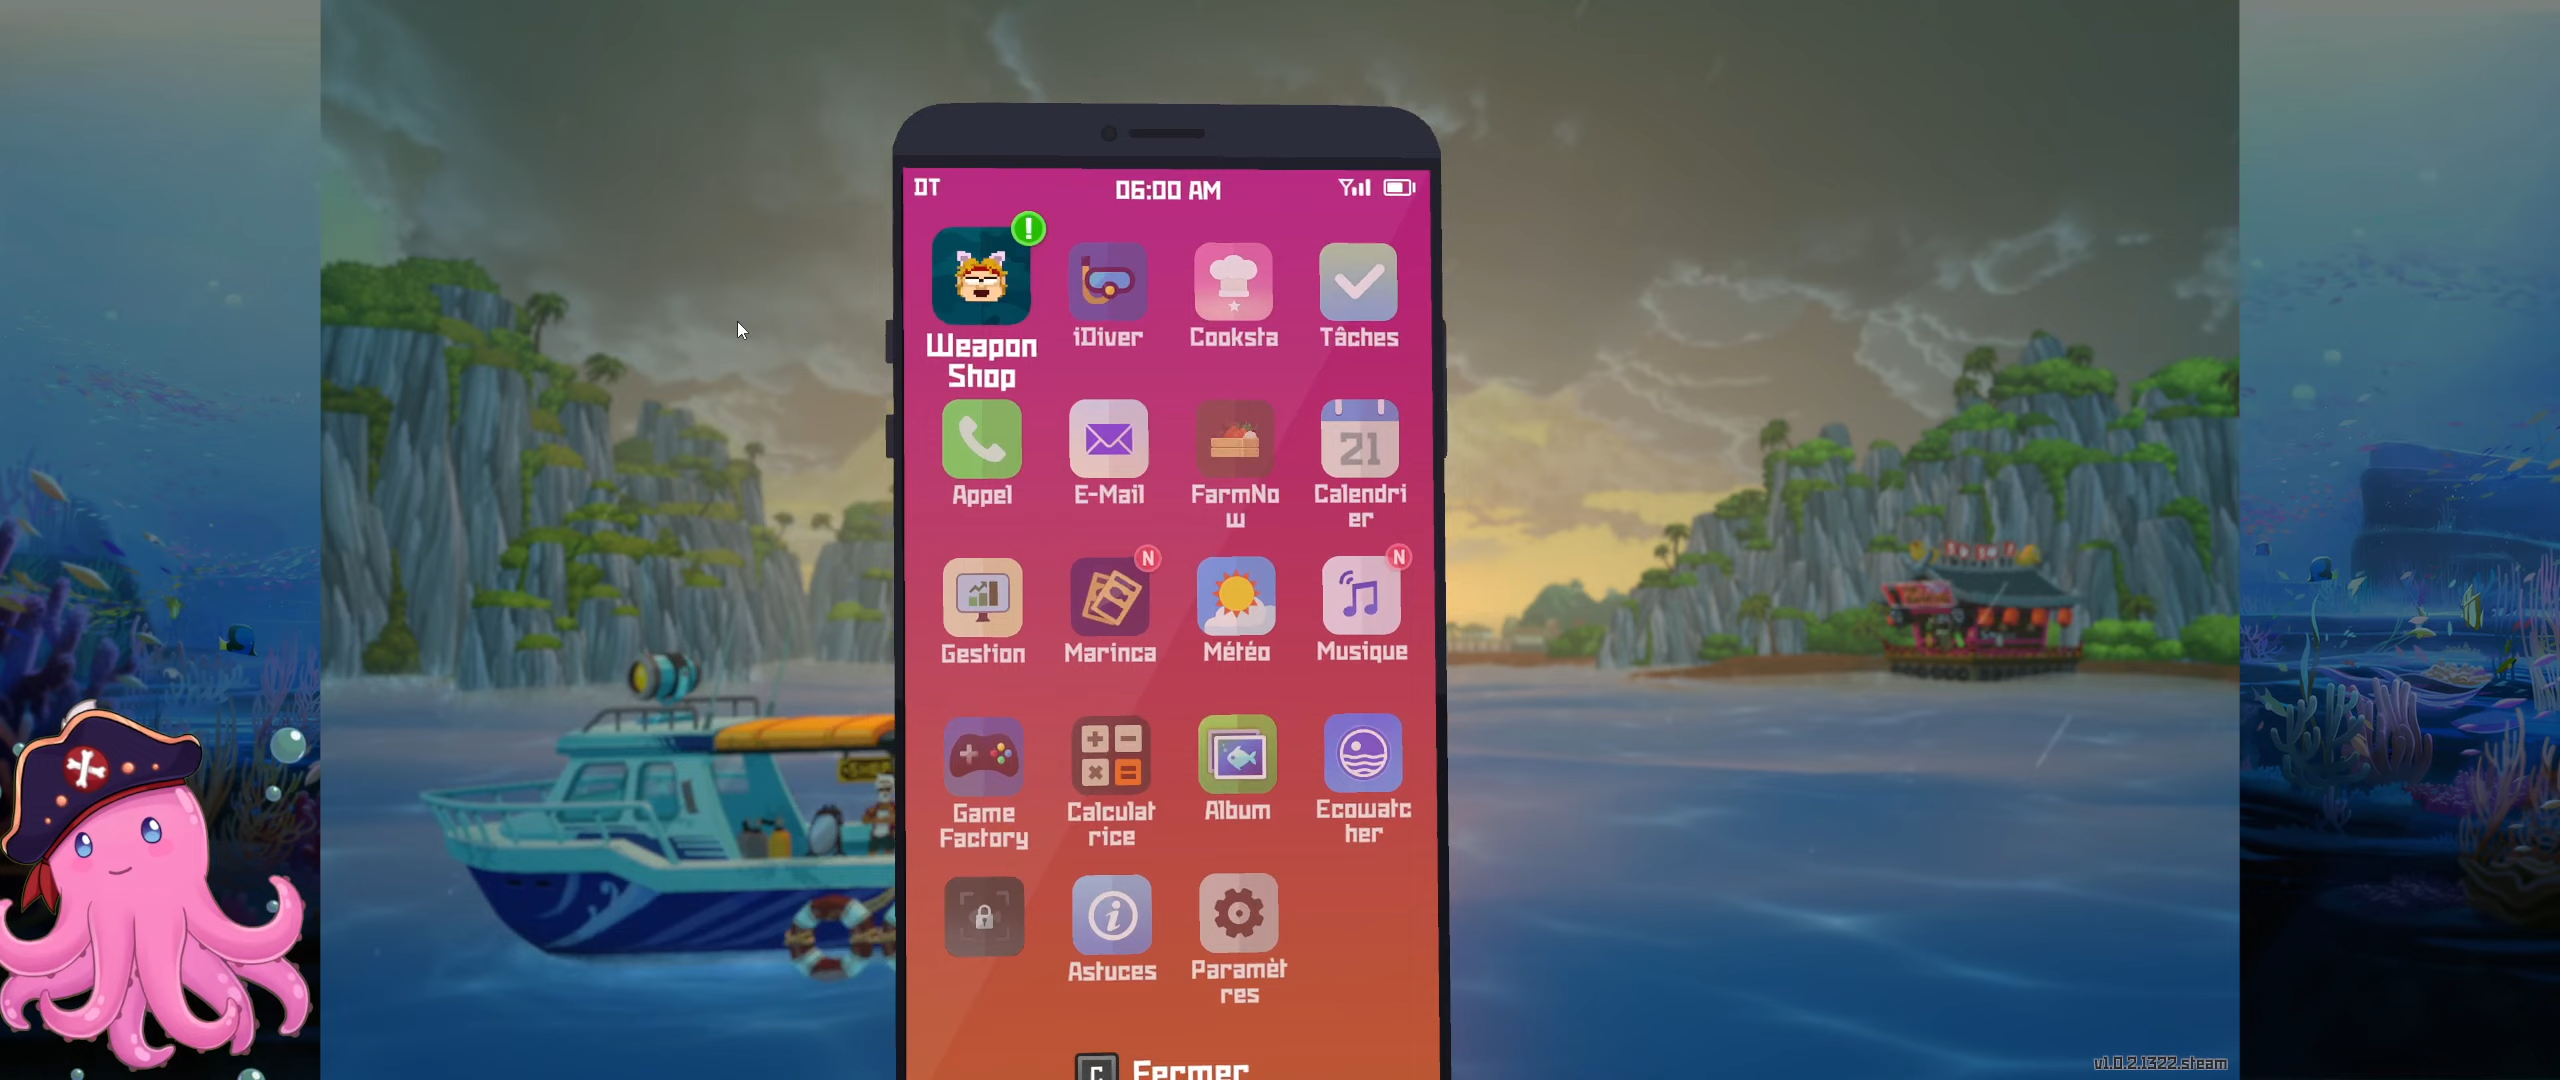 DT 06:00 AM
!
Weapon
Shop
iDiver
Cooksta
Tâches
Appel
E-Mail
FarmNo
w
21
Calendri
er
Gestion
N
Marinca
Météo
N
Musique
Game
Factory
Calculat
rice
Album
Ecowatc
her
Astuces
Paramèt
res
C Fermer
v1.0.2.1322.steam